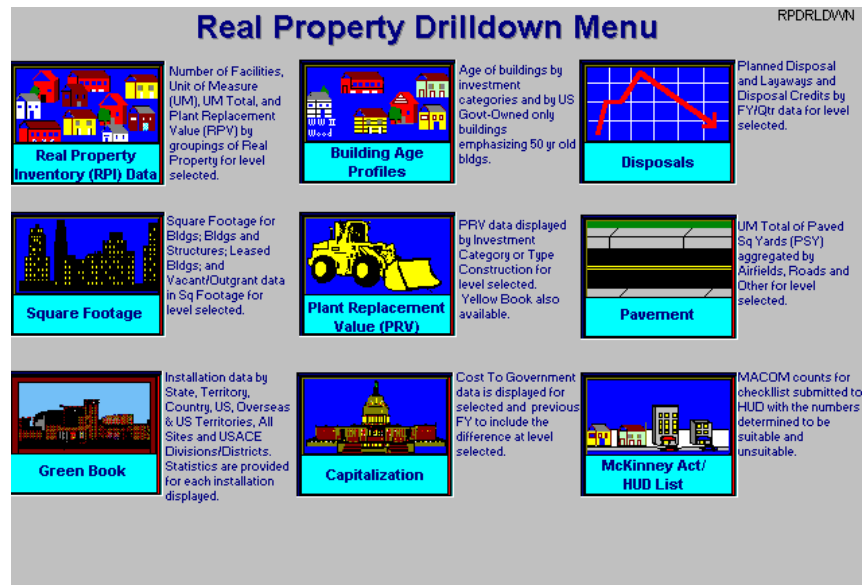 RPDRLDWN
Real Property Drilldown Menu
Real Property
Inventory (RPI) Data
Number of Facilities,
Unit of Measure
(UM), UM Total, and
Plant Replacement
Value (RPV) by
groupings of Real
Property for level
selected.
WW II
Wood
Building Age
Profiles
Age of buildings by
investment
categories and by US
Govt-Owned only
buildings
emphasizing 50 yr old
bldgs.
Disposals
Planned Disposal
and Layaways and
Disposal Credits by
FY/Qtr data for level
selected.
Square Footage
Square Footage for
Bldgs; Bldgs and
Structures; Leased
Bldgs; and
Vacant/Outgrant data
in Sq Footage for
level selected.
Plant Replacement
Value (PRV)
PRV data displayed
by Investment
Category or Type
Construction for
level selected.
Yellow Book also
available.
Pavement
UM Total of Paved
Sq Yards (PSY)
aggregated by
Airfields, Roads and
Other for level
selected.
Green Book
Installation data by
State, Territory,
Country, US, Overseas
& US Territories, All
Sites and USACE
Divisions/Districts.
Statistics are provided
for each installation
displayed.
Capitalization
Cost To Government
data is displayed for
selected and previous
FY to include the
difference at level
selected.
McKinney Act/
HUD List
MACOM counts for
checkllist submitted to
HUD with the numbers
determined to be
suitable and
unsuitable.